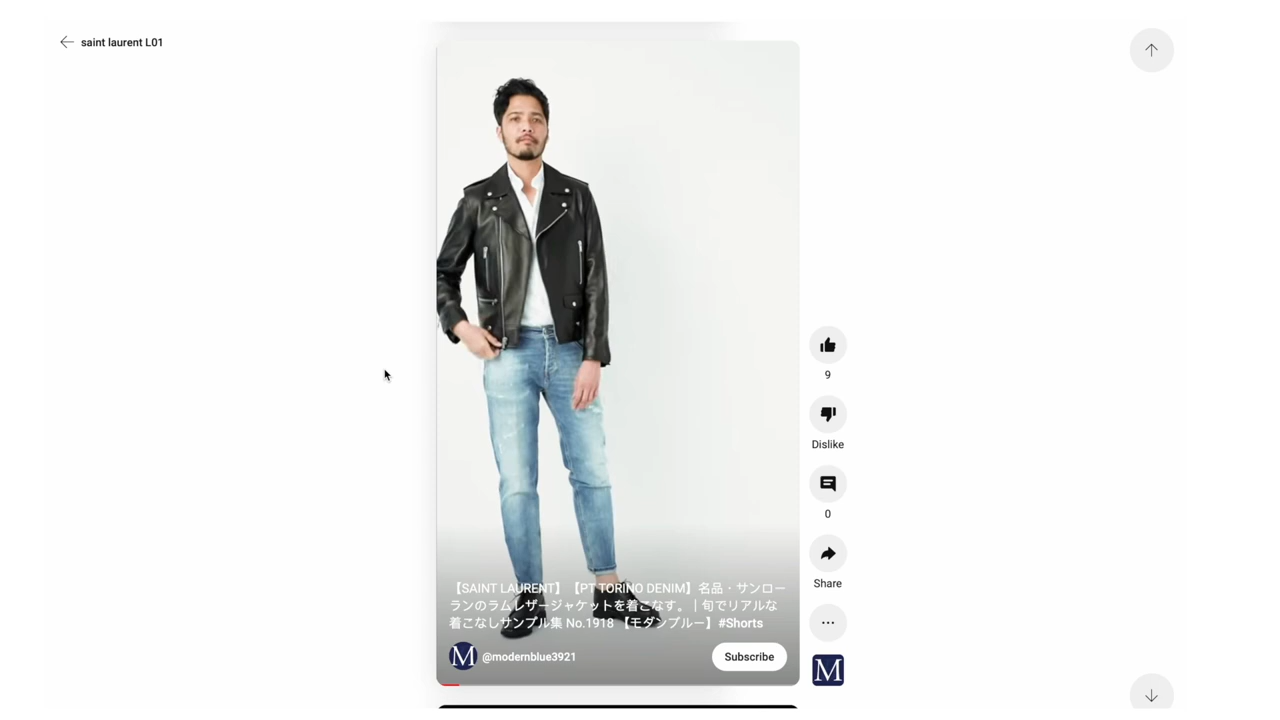 saint laurent L01
【SAINT LAURENT】【PT TORINO DENIM】名品・サンロー
ランのラムレザージャケットを着こなす。｜旬でリアルな
着こなしサンプル集 No.1918 【モダンブルー】#Shorts
M @modernblue3921
Subscribe
9
Dislike
0
Share
M